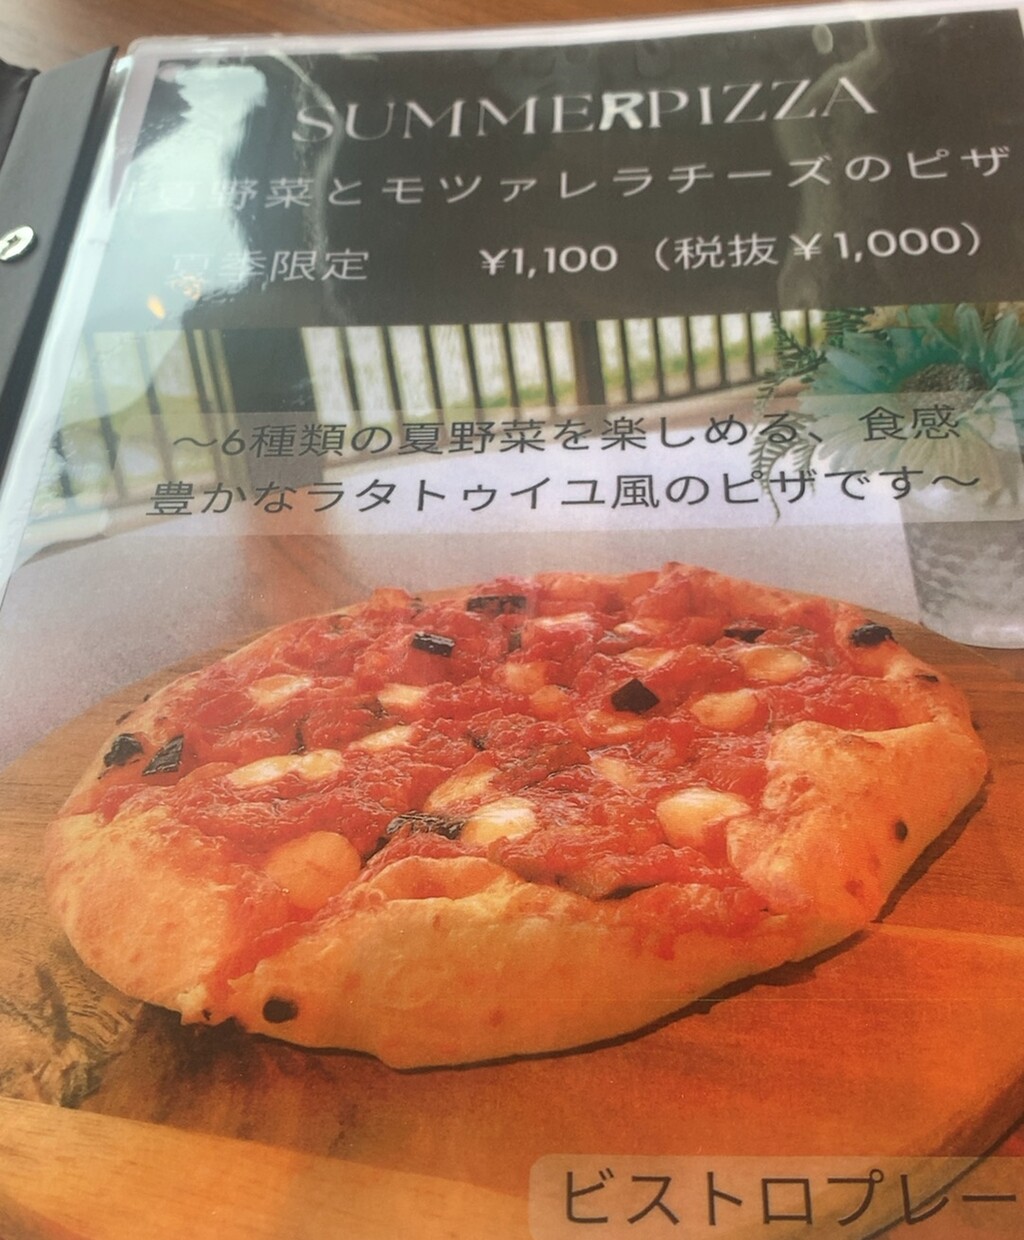 SUMMERPIZZA
「夏野菜とモツァレラチーズのピザ
夏季限定 ¥1,100 (税抜¥1,000)
〜6種類の夏野菜を楽しめる、食感
豊かなラタトゥイユ風のピザです〜
ビストロプレー